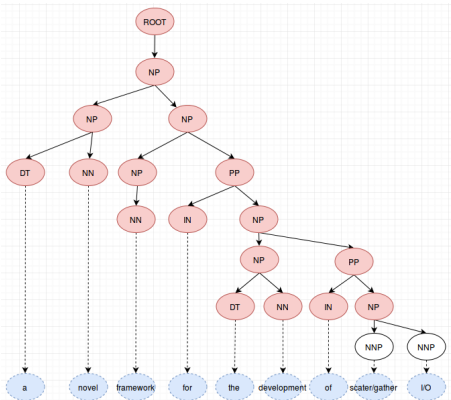 ROOT
NP
NP NP
DT NN NP PP
NN IN NP
NP PP
DT NN IN NP
NNP NNP
a novel framework for the development of scater/gather I/O